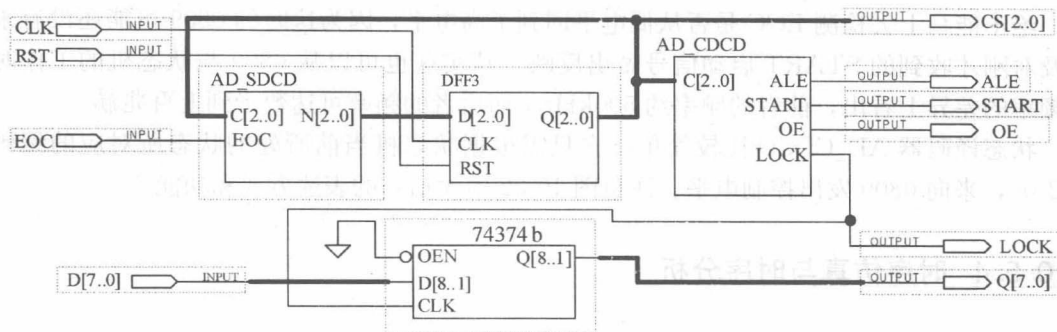 CLK INPUT
RST INPUT
EOC INPUT
AD_SDCD
C[2..0] N[2..0]
EOC
DFF3
D[2..0] Q[2..0]
CLK
RST
AD_CDCD
C[2..0]
ALE
START
OE
LOCK
OUTPUT CS[2..0]
OUTPUT ALE
OUTPUT START
OUTPUT OE
OUTPUT LOCK
OUTPUT Q[7..0]
74374b
OEN Q[8..1]
D[8..1]
CLK
D[7..0] INPUT